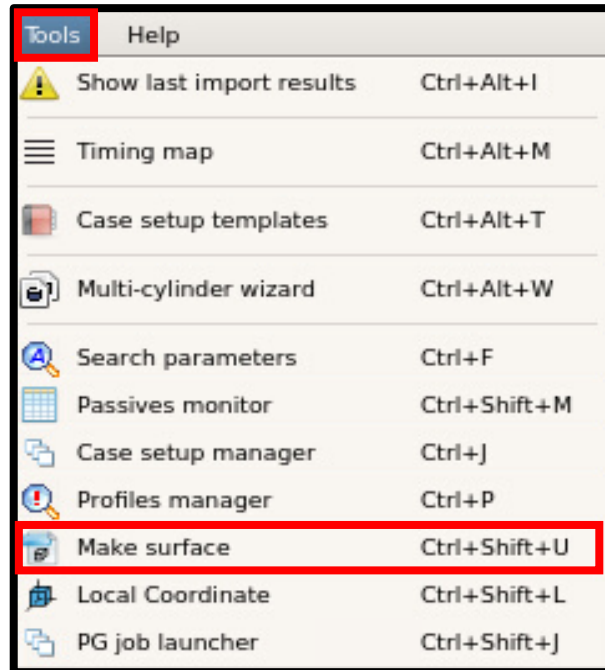 Tools Help
Show last import results Ctrl+Alt+I
Timing map Ctrl+Alt+M
Case setup templates Ctrl+Alt+T
Multi-cylinder wizard Ctrl+Alt+W
Search parameters Ctrl+F
Passives monitor Ctrl+Shift+M
Case setup manager Ctrl+J
Profiles manager Ctrl+P
Make surface Ctrl+Shift+U
Local Coordinate Ctrl+Shift+L
PG job launcher Ctrl+Shift+J